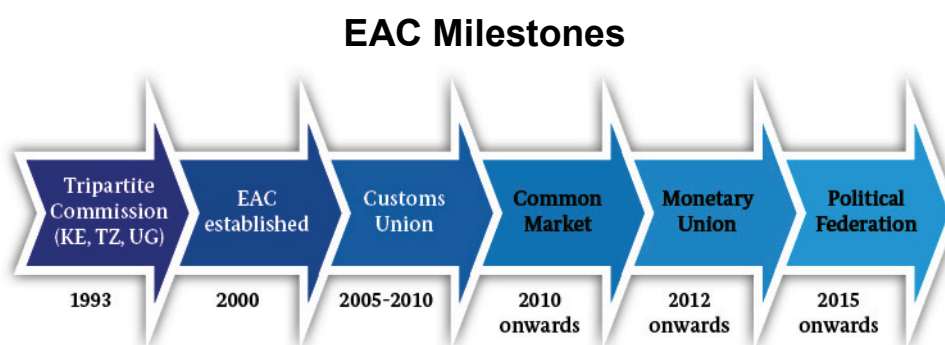 EAC Milestones
Tripartite
Commission
(KE, TZ, UG)
EAC
established
Customs
Union
Common
Market
Monetary
Union
Political
Federation
1993
2000
2005-2010
2010
onwards
2012
onwards
2015
onwards